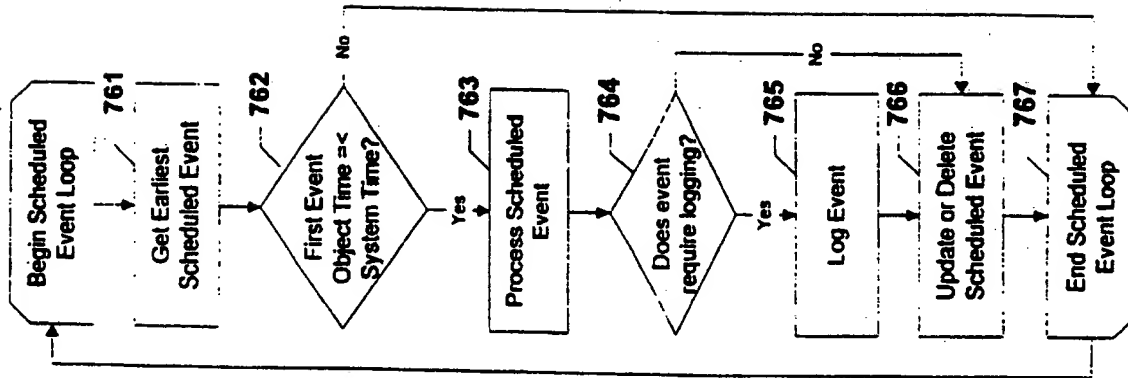 Begin Scheduled
Event Loop
761
Get Earliest
Scheduled Event
762
First Event
Object Time =<
System Time?
No
Yes
763
Process Scheduled
Event
764
Does event
require logging?
No
Yes
765
Log Event
766
Update or Delete
Scheduled Event
767
End Scheduled
Event Loop